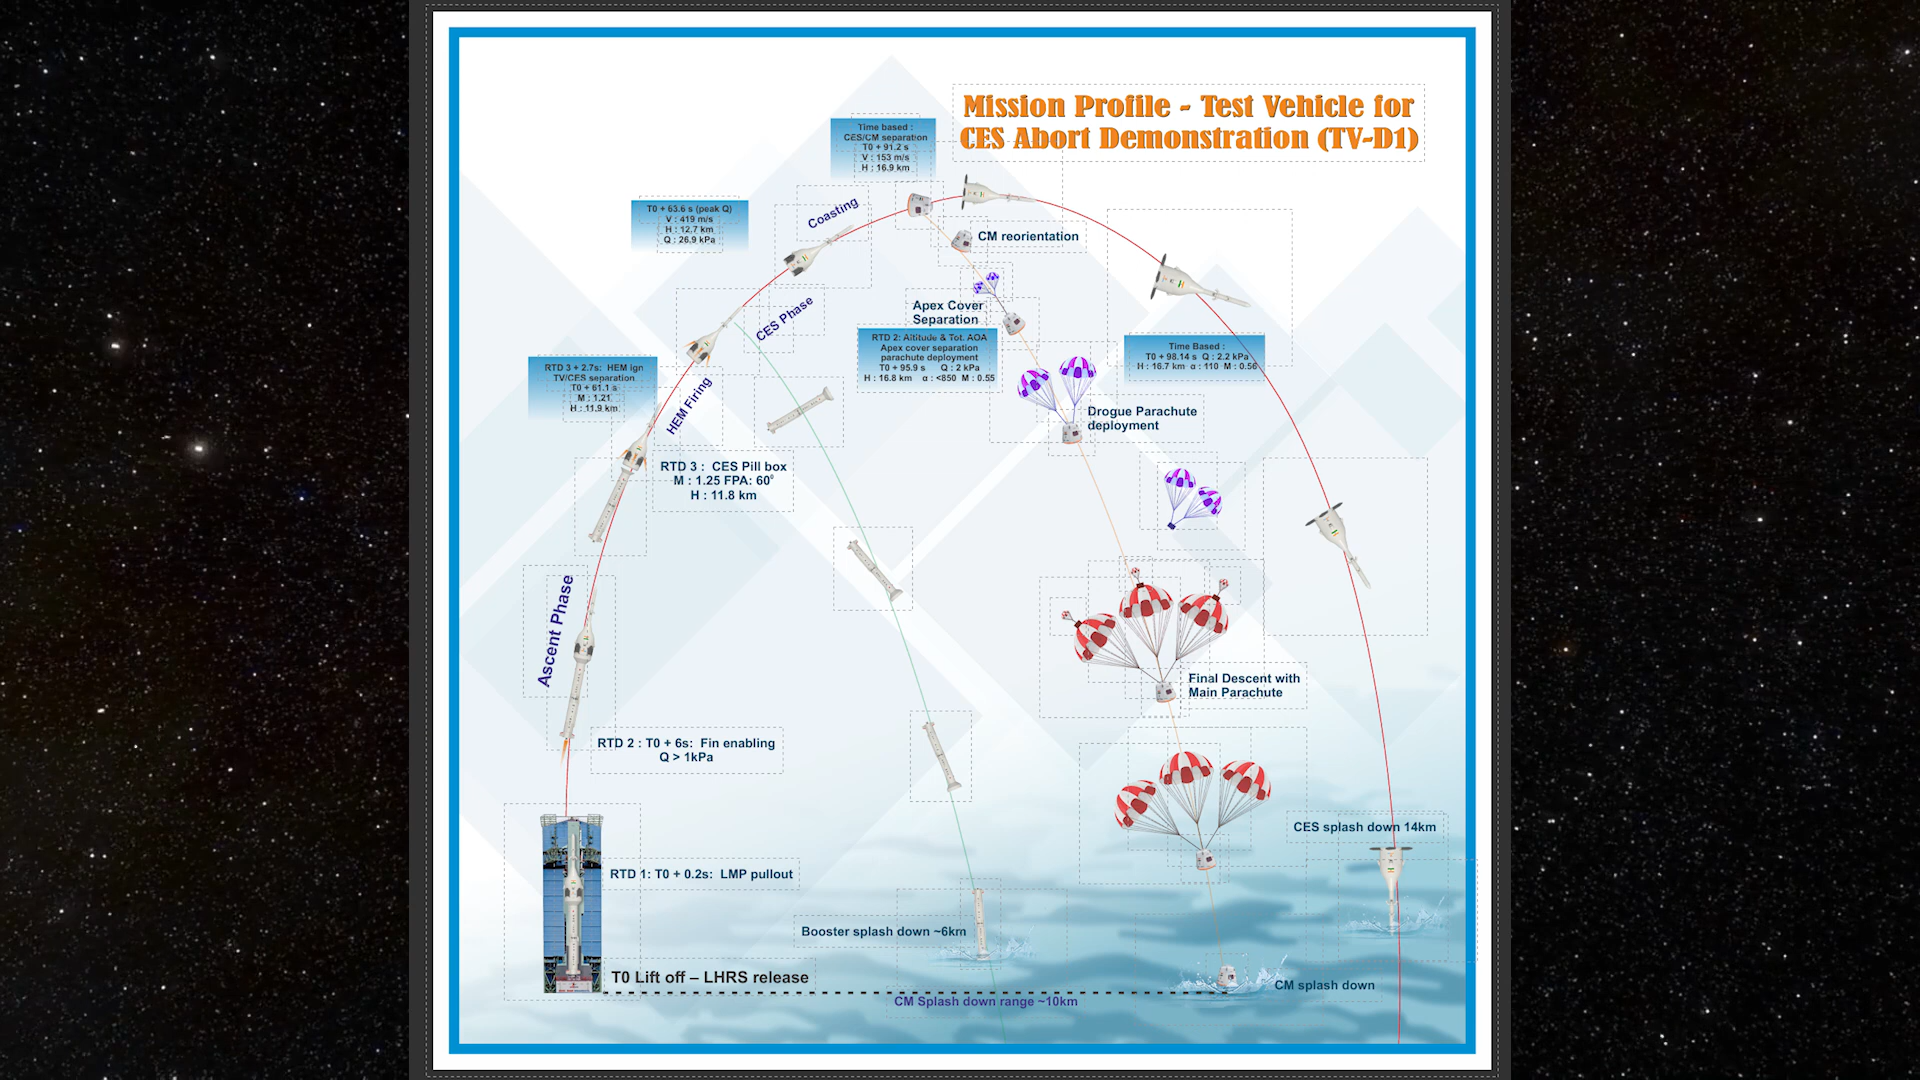 Mission Profile - Test Vehicle for
CES Abort Demonstration (TV-D1)
Time based :
CES/CM separation
T0 + 91.2 s
V : 153 m/s
H : 16.9 km
T0 + 63.6 s (peak Q)
V : 419 m/s
H : 12.7 km
Q : 26.9 kPa
Coasting
CM reorientation
CES Phase
Apex Cover
Separation
RTD 2: Altitude & Tot. AOA
Apex cover separation
parachute deployment
T0 + 95.9 s Q : 2 kPa
H : 16.8 km α : <850 M : 0.55
Time Based :
T0 + 98.14 s Q : 2.2 kPa
H : 16.7 km α : 110 M : 0.56
RTD 3 + 2.7s: HEM ign
TV/CES separation
T0 + 61.1 s
M : 1.21
H : 11.9 km
HEM Firing
Drogue Parachute
deployment
RTD 3 : CES Pill box
M : 1.25 FPA: 60°
H : 11.8 km
Ascent Phase
Final Descent with
Main Parachute
RTD 2 : T0 + 6s: Fin enabling
Q > 1kPa
CES splash down 14km
RTD 1: T0 + 0.2s: LMP pullout
Booster splash down ~6km
T0 Lift off – LHRS release
CM splash down
CM Splash down range ~10km